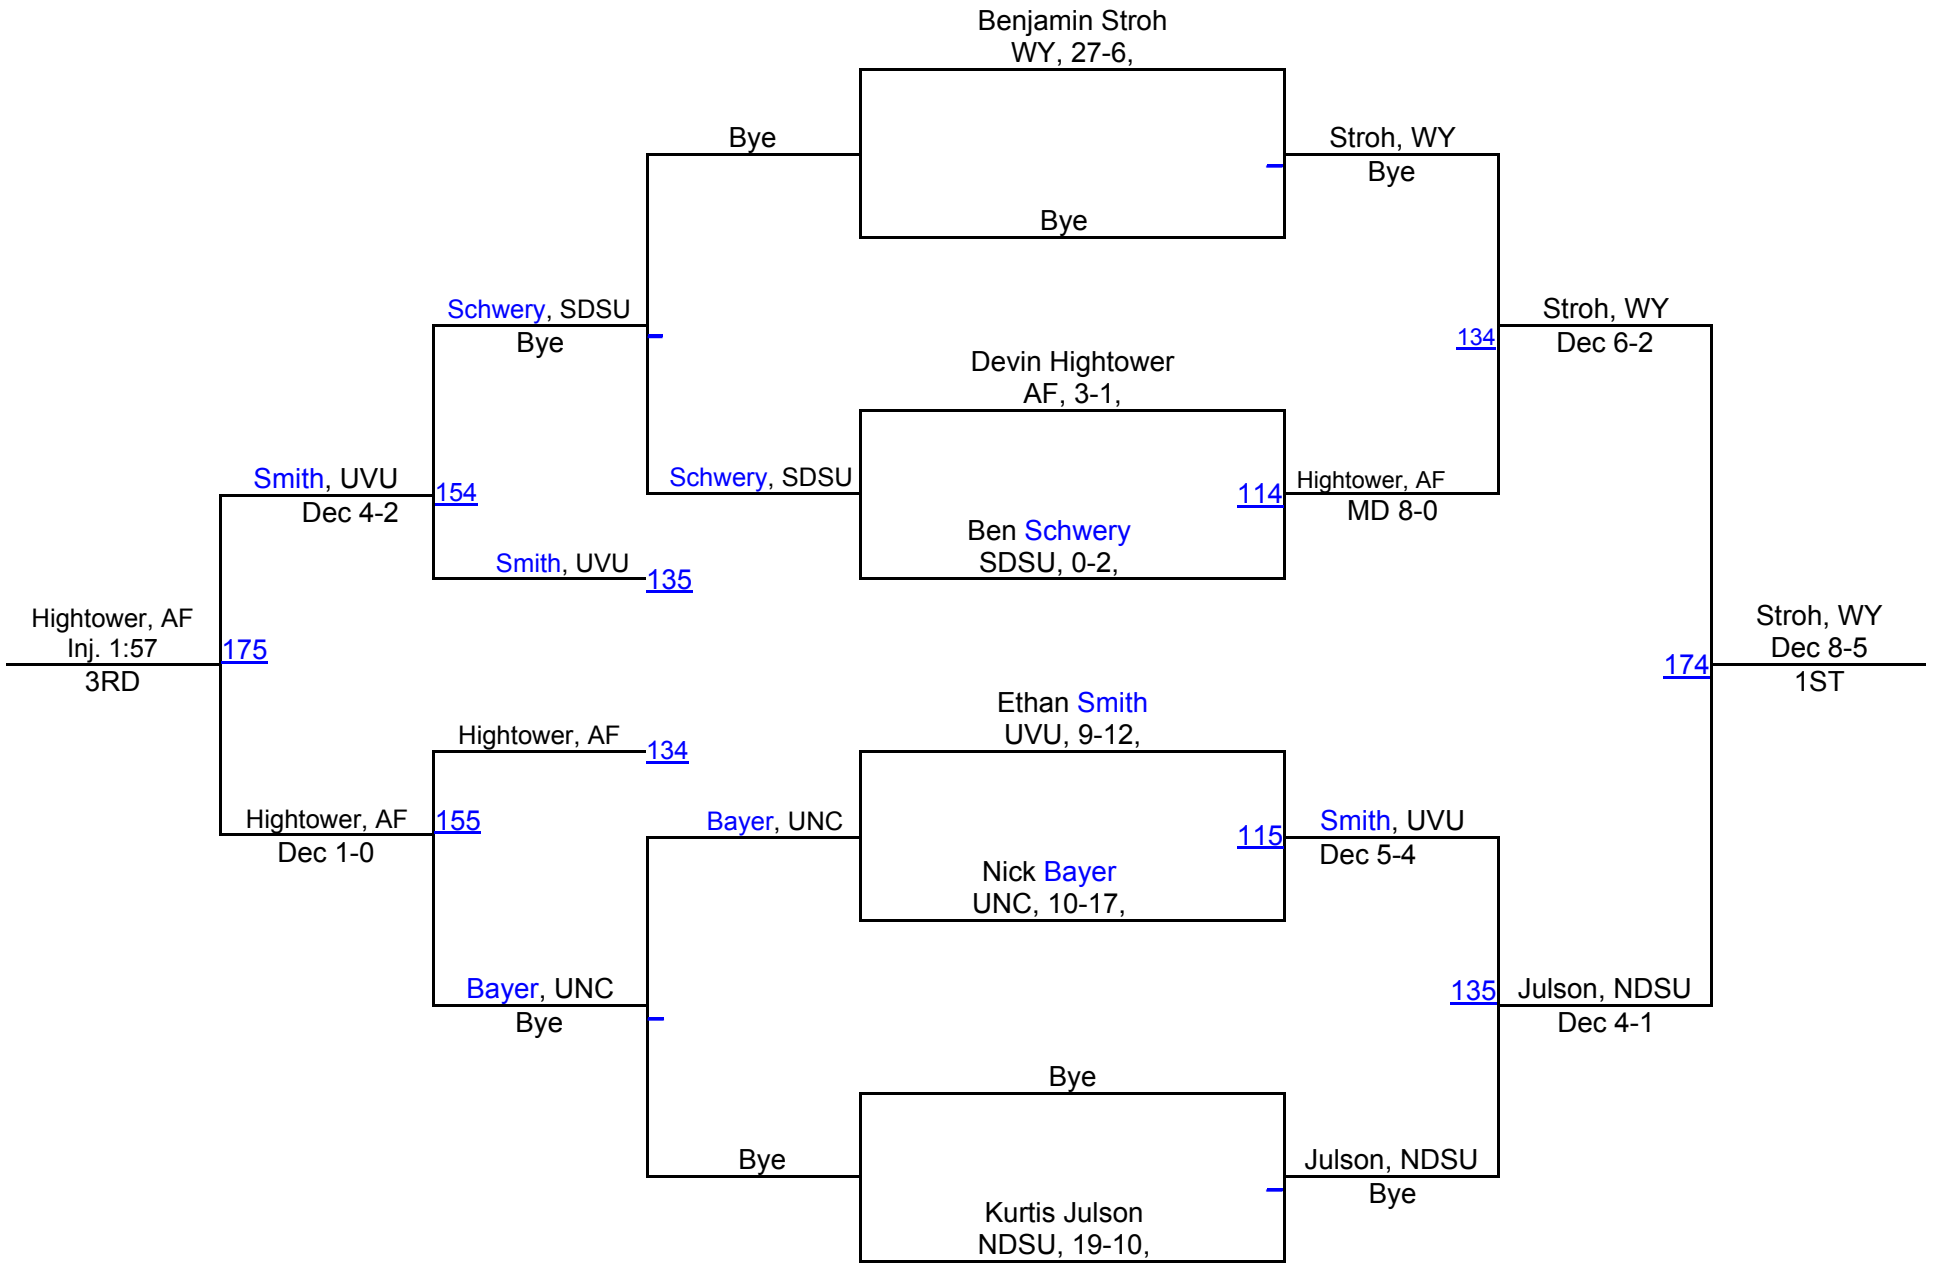 Benjamin Stroh
WY, 27-6,
Bye
Stroh, WY
Bye
Bye
Schwery, SDSU
Bye
Stroh, WY
134
Dec 6-2
Devin Hightower
AF, 3-1,
Smith, UVU
154
Dec 4-2
Schwery, SDSU
114
Hightower, AF
MD 8-0
Ben Schwery
SDSU, 0-2,
Smith, UVU
135
Hightower, AF
Inj. 1:57
175
3RD
Stroh, WY
Dec 8-5
174
1ST
Ethan Smith
UVU, 9-12,
Hightower, AF
134
Hightower, AF
155
Dec 1-0
Bayer, UNC
115
Smith, UVU
Dec 5-4
Nick Bayer
UNC, 10-17,
Bayer, UNC
Bye
135
Julson, NDSU
Dec 4-1
Bye
Bye
Julson, NDSU
Bye
Kurtis Julson
NDSU, 19-10,